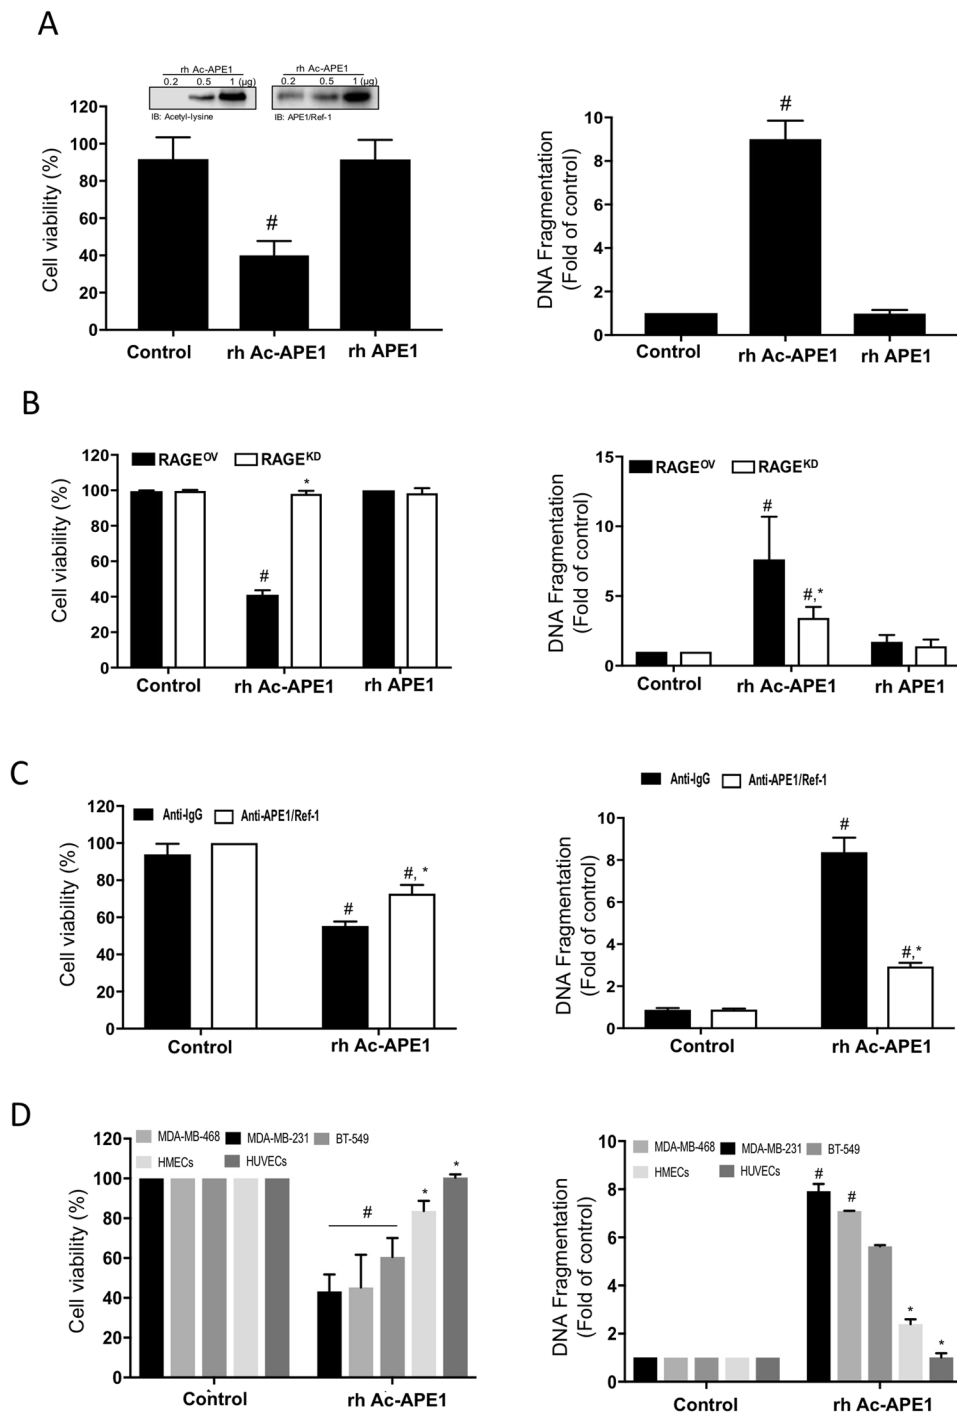 A
rh Ac-APE1
0.2 0.5 1 (µg)
IB: Acetyl-lysine
rh Ac-APE1
0.2 0.5 1 (µg)
IB: APE1/Ref-1
Cell viability (%)
120
100
80
60
40
20
0
#
Control rh Ac-APE1 rh APE1
DNA Fragmentation
(Fold of control)
10
8
6
4
2
0
#
Control rh Ac-APE1 rh APE1
B
RAGEOV RAGEKD
Cell viability (%)
120
100
80
60
40
20
0
#
*
Control rh Ac-APE1 rh APE1
RAGEOV RAGEKD
DNA Fragmentation
(Fold of control)
15
10
5
0
#
#,*
Control rh Ac-APE1 rh APE1
C
Anti-IgG Anti-APE1/Ref-1
Cell viability (%)
120
100
80
60
40
20
0
#
#, *
Control rh Ac-APE1
Anti-IgG Anti-APE1/Ref-1
DNA Fragmentation
(Fold of control)
10
8
6
4
2
0
#
#,*
Control rh Ac-APE1
D
MDA-MB-468 MDA-MB-231 BT-549
HMECs HUVECs
Cell viability (%)
120
100
80
60
40
20
0
#
*
*
Control rh Ac-APE1
MDA-MB-468 MDA-MB-231 BT-549
HMECs HUVECs
DNA Fragmentation
(Fold of control)
10
8
6
4
2
0
#
#
*
*
Control rh Ac-APE1